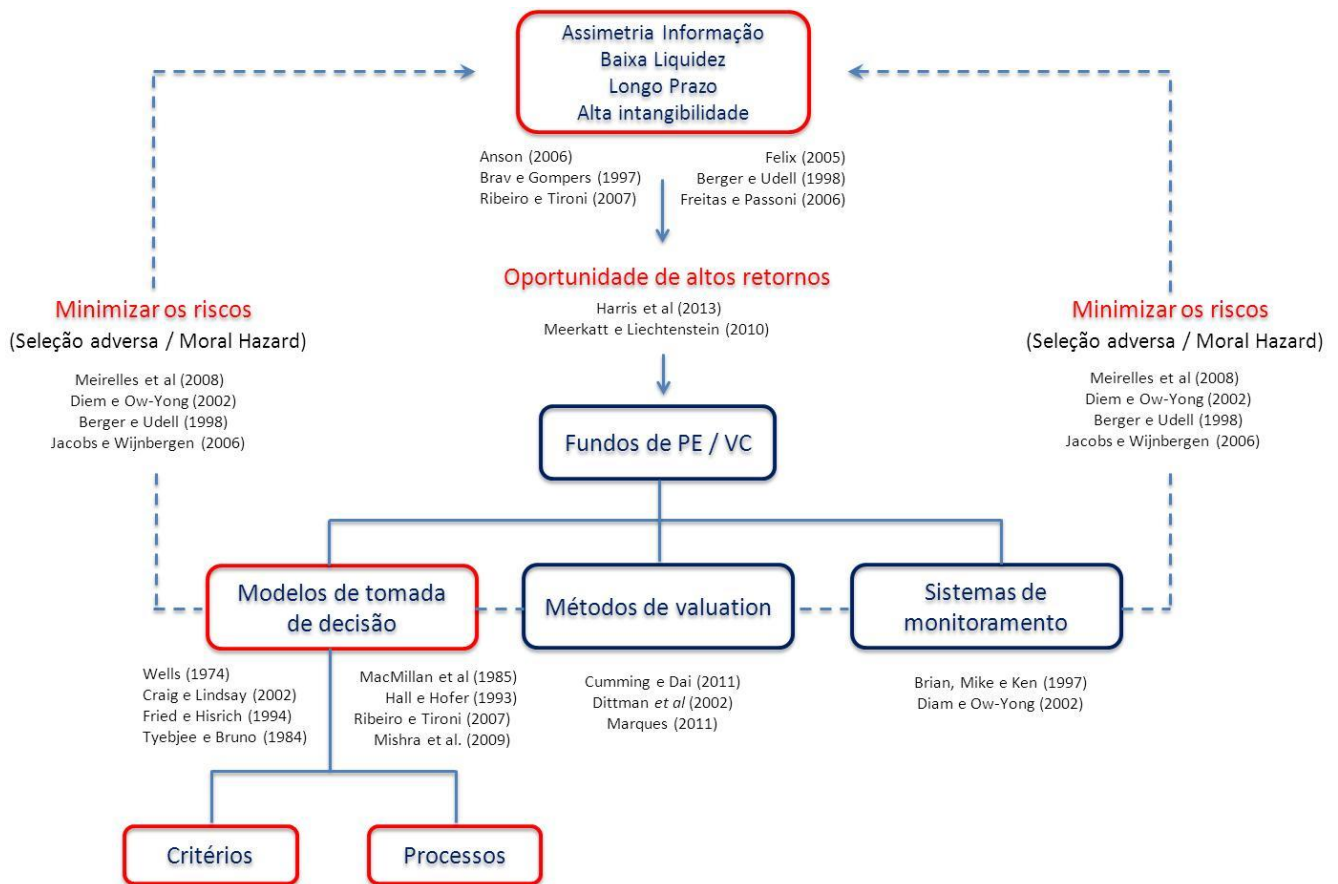 Assimetria Informação
Baixa Liquidez
Longo Prazo
Alta intangibilidade
Anson (2006)
Brav e Gompers (1997)
Ribeiro e Tironi (2007)
Felix (2005)
Berger e Udell (1998)
Freitas e Passoni (2006)
Oportunidade de altos retornos
Harris et al (2013)
Meerkatt e Liechtenstein (2010)
Minimizar os riscos
(Seleção adversa / Moral Hazard)
Meirelles et al (2008)
Diem e Ow-Yong (2002)
Berger e Udell (1998)
Jacobs e Wijnbergen (2006)
Minimizar os riscos
(Seleção adversa / Moral Hazard)
Meirelles et al (2008)
Diem e Ow-Yong (2002)
Berger e Udell (1998)
Jacobs e Wijnbergen (2006)
Fundos de PE / VC
Modelos de tomada
de decisão
Métodos de valuation
Sistemas de
monitoramento
Wells (1974)
Craig e Lindsay (2002)
Fried e Hisrich (1994)
Tyebjee e Bruno (1984)
MacMillan et al (1985)
Hall e Hofer (1993)
Ribeiro e Tironi (2007)
Mishra et al. (2009)
Cumming e Dai (2011)
Dittman et al (2002)
Marques (2011)
Brian, Mike e Ken (1997)
Diam e Ow-Yong (2002)
Critérios
Processos